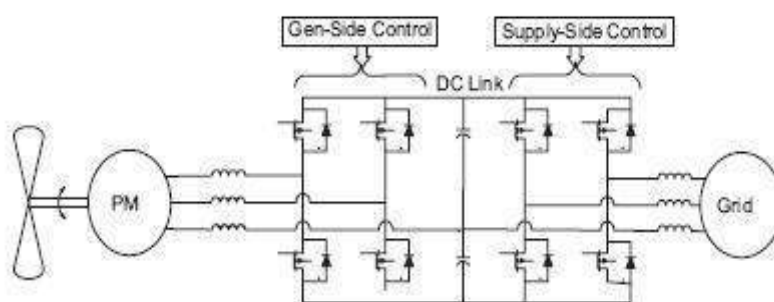 Gen-Side Control
Supply-Side Control
DC Link
PM
Grid